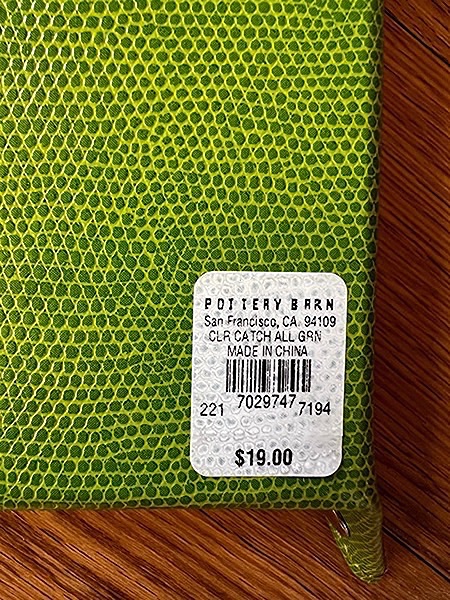 POTTERY BARN
San Francisco, CA. 94109
CLR CATCH ALL GRN
MADE IN CHINA
221 7029747 7194
$19.00